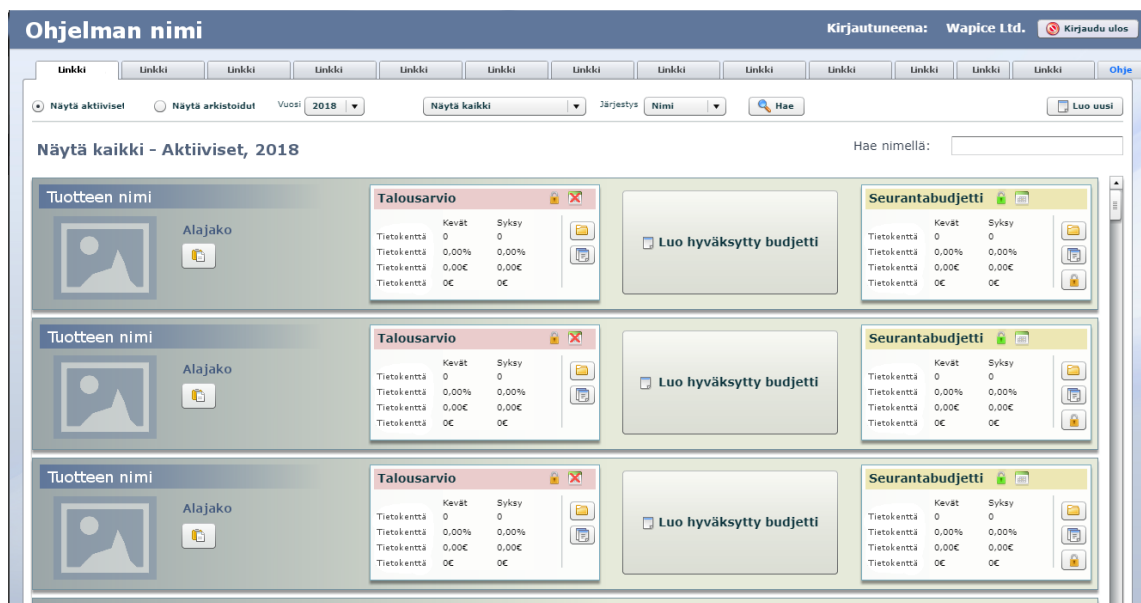 Ohjelman nimi Kirjautuneena: Wapice Ltd. Kirjaudu ulos
Linkki Linkki Linkki Linkki Linkki Linkki Linkki Linkki Linkki Linkki Linkki Linkki Linkki Ohje
Näytä aktiiviset Näytä arkistoidut Vuosi 2018 Näytä kaikki Järjestys Nimi Hae Luo uusi
Näytä kaikki - Aktiiviset, 2018 Hae nimellä:
Tuotteen nimi
Alajako
Talousarvio
Kevät Syksy
Tietokenttä 0 0
Tietokenttä 0,00% 0,00%
Tietokenttä 0,00€ 0,00€
Tietokenttä 0€ 0€
Luo hyväksytty budjetti
Seurantabudjetti
Kevät Syksy
Tietokenttä 0 0
Tietokenttä 0,00% 0,00%
Tietokenttä 0,00€ 0,00€
Tietokenttä 0€ 0€
Tuotteen nimi
Alajako
Talousarvio
Kevät Syksy
Tietokenttä 0 0
Tietokenttä 0,00% 0,00%
Tietokenttä 0,00€ 0,00€
Tietokenttä 0€ 0€
Luo hyväksytty budjetti
Seurantabudjetti
Kevät Syksy
Tietokenttä 0 0
Tietokenttä 0,00% 0,00%
Tietokenttä 0,00€ 0,00€
Tietokenttä 0€ 0€
Tuotteen nimi
Alajako
Talousarvio
Kevät Syksy
Tietokenttä 0 0
Tietokenttä 0,00% 0,00%
Tietokenttä 0,00€ 0,00€
Tietokenttä 0€ 0€
Luo hyväksytty budjetti
Seurantabudjetti
Kevät Syksy
Tietokenttä 0 0
Tietokenttä 0,00% 0,00%
Tietokenttä 0,00€ 0,00€
Tietokenttä 0€ 0€